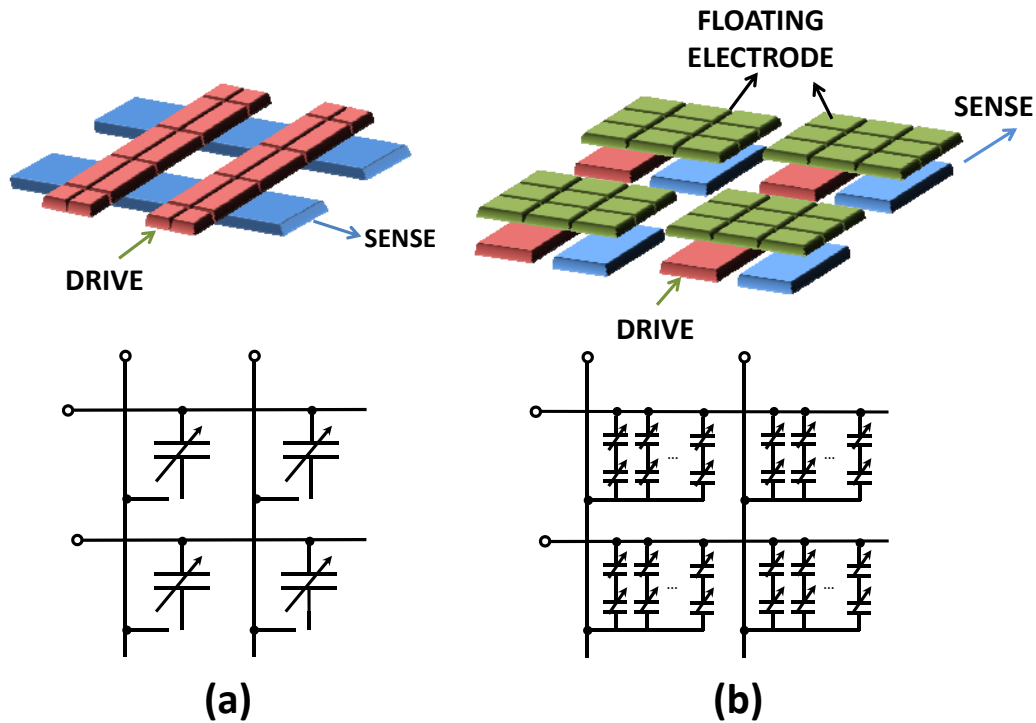 FLOATING
ELECTRODE
SENSE
SENSE
DRIVE
DRIVE
...
...
...
...
(a)
(b)